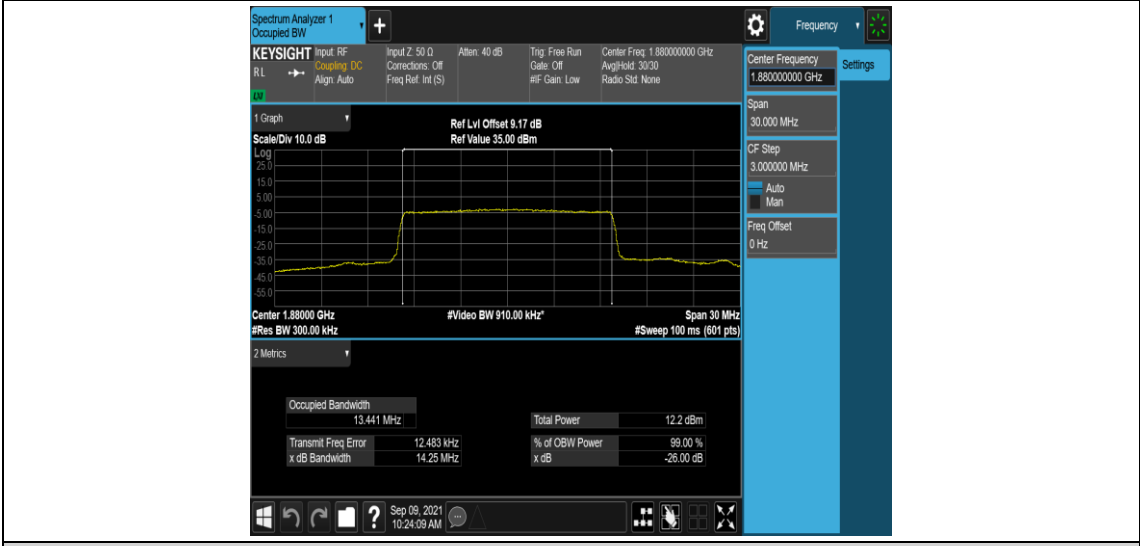 Spectrum Analyzer 1
Occupied BW
Frequency
KEYSIGHT
R L
LNI
Input: RF
Coupling: DC
Align: Auto
Input Z: 50 Ω
Corrections: Off
Freq Ref: Int (S)
Atten: 40 dB
Trig: Free Run
Gate: Off
#IF Gain: Low
Center Freq: 1.880000000 GHz
Avg|Hold: 30/30
Radio Std: None
Center Frequency
1.880000000 GHz
Settings
Span
30.000 MHz
CF Step
3.000000 MHz
Auto
Man
Freq Offset
0 Hz
1 Graph
Scale/Div 10.0 dB
Ref Lvl Offset 9.17 dB
Ref Value 35.00 dBm
Log
25.0
15.0
5.00
-5.00
-15.0
-25.0
-35.0
-45.0
-55.0
Center 1.88000 GHz
#Res BW 300.00 kHz
#Video BW 910.00 kHz*
Span 30 MHz
#Sweep 100 ms (601 pts)
2 Metrics
Occupied Bandwidth
13.441 MHz
Total Power 12.2 dBm
Transmit Freq Error 12.483 kHz
% of OBW Power 99.00 %
x dB Bandwidth 14.25 MHz
x dB -26.00 dB
?
Sep 09, 2021
10:24:09 AM